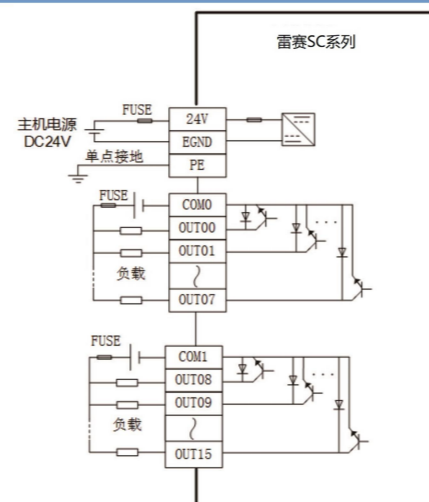 雷赛SC系列
FUSE
24V
主机电源
DC24V
EGND
单点接地
PE
FUSE
COM0
OUT00
OUT01
负载
OUT07
FUSE
COM1
OUT08
OUT09
负载
OUT15